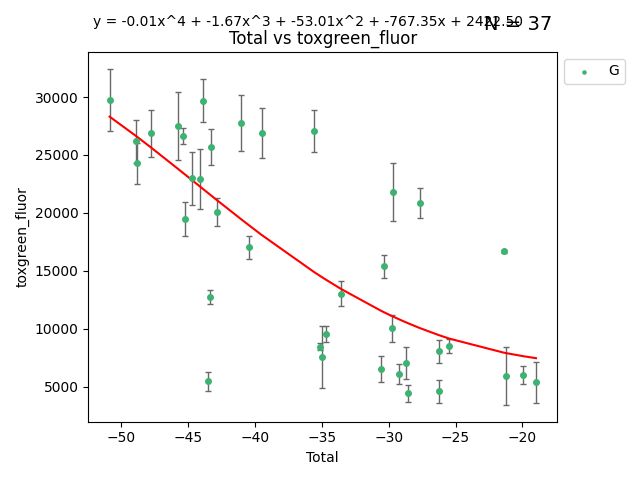 y = -0.01x^4 + -1.67x^3 + -53.01x^2 + -767.35x + 2422.50
N = 37
Total vs toxgreen_fluor
G
toxgreen_fluor
30000
25000
20000
15000
10000
5000
−50 −45 −40 −35 −30 −25 −20
Total